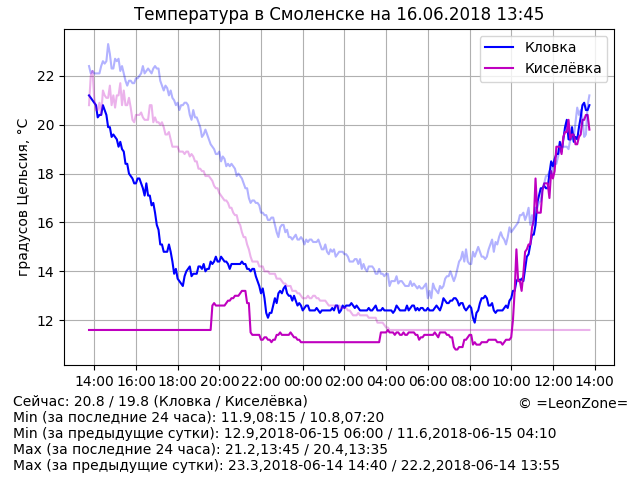 Температура в Смоленске на 16.06.2018 13:45
Кловка
Киселёвка
градусов Цельсия, °C
22
20
18
16
14
12
14:00 16:00 18:00 20:00 22:00 00:00 02:00 04:00 06:00 08:00 10:00 12:00 14:00
Сейчас: 20.8 / 19.8 (Кловка / Киселёвка)
© =LeonZone=
Min (за последние 24 часа): 11.9,08:15 / 10.8,07:20
Min (за предыдущие сутки): 12.9,2018-06-15 06:00 / 11.6,2018-06-15 04:10
Max (за последние 24 часа): 21.2,13:45 / 20.4,13:35
Max (за предыдущие сутки): 23.3,2018-06-14 14:40 / 22.2,2018-06-14 13:55